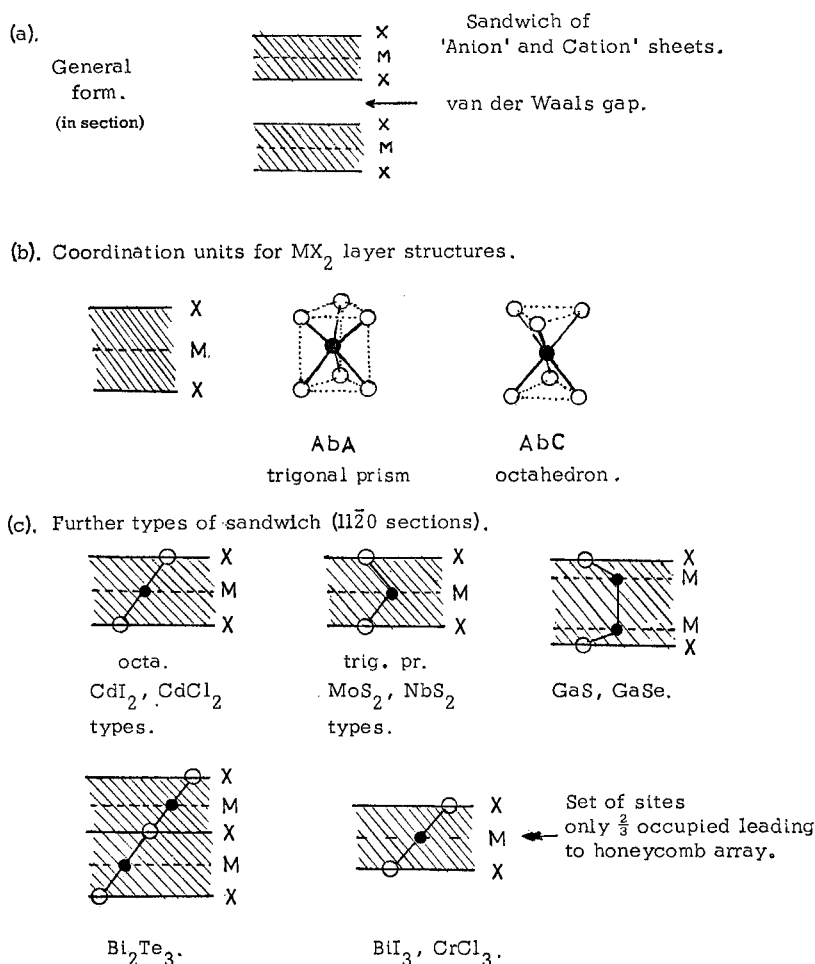 (a).
General
form.
(in section)
X
M
X
X
M
X
Sandwich of
'Anion' and Cation' sheets.
van der Waals gap.
(b). Coordination units for MX₂ layer structures.
X
M.
X
AbA
trigonal prism
AbC
octahedron.
(c). Further types of sandwich (112̄0 sections).
X
M
X
octa.
CdI₂, CdCl₂
types.
X
M
X
trig. pr.
MoS₂, NbS₂
types.
X
M
M
X
GaS, GaSe.
X
M
X
M
X
Bi₂Te₃.
X
M
X
BiI₃, CrCl₃.
Set of sites
only 2/3 occupied leading
to honeycomb array.